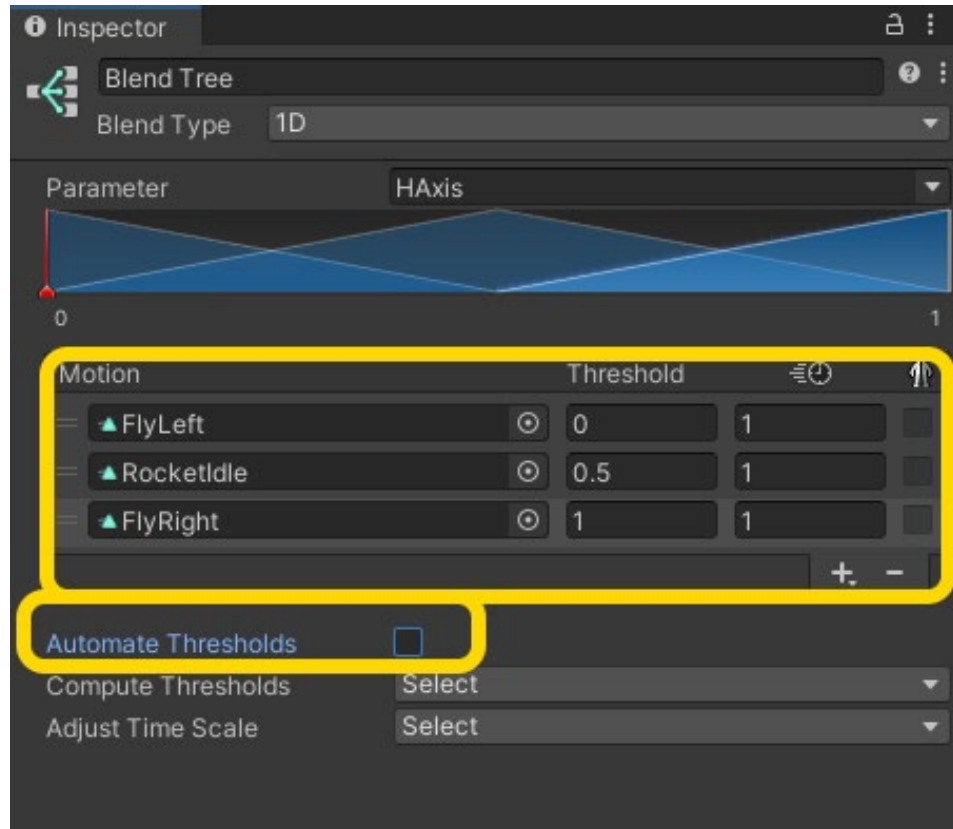 Inspector
Blend Tree
Blend Type 1D
Parameter HAxis
0 1
Motion Threshold
FlyLeft 0 1
RocketIdle 0.5 1
FlyRight 1 1
Automate Thresholds
Compute Thresholds Select
Adjust Time Scale Select